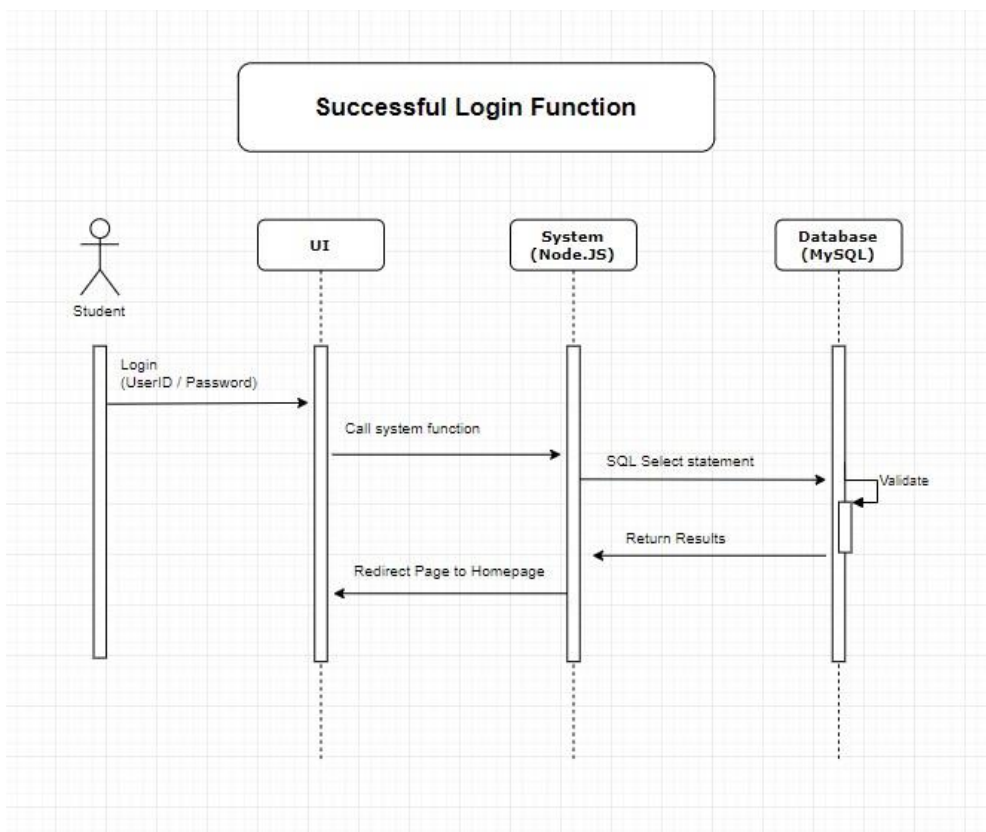 Successful Login Function
UI
System
(Node.JS)
Database
(MySQL)
Student
Login
(UserID / Password)
Call system function
SQL Select statement
Validate
Return Results
Redirect Page to Homepage